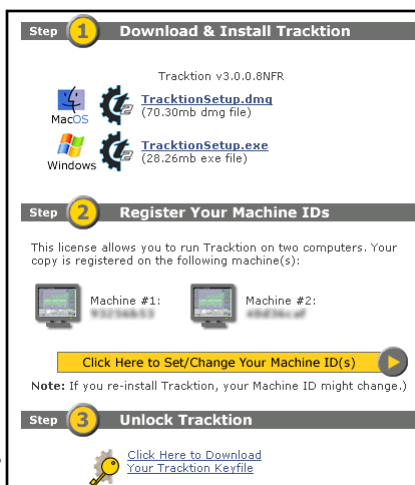 Step 1 Download & Install Tracktion
Tracktion v3.0.0.8NFR
TracktionSetup.dmg
(70.30mb dmg file)
MacOS
TracktionSetup.exe
(28.26mb exe file)
Windows
Step 2 Register Your Machine IDs
This license allows you to run Tracktion on two computers. Your
copy is registered on the following machine(s):
Machine #1:
Machine #2:
Click Here to Set/Change Your Machine ID(s)
Note: If you re-install Tracktion, your Machine ID might change.)
Step 3 Unlock Tracktion
Click Here to Download
Your Tracktion Keyfile